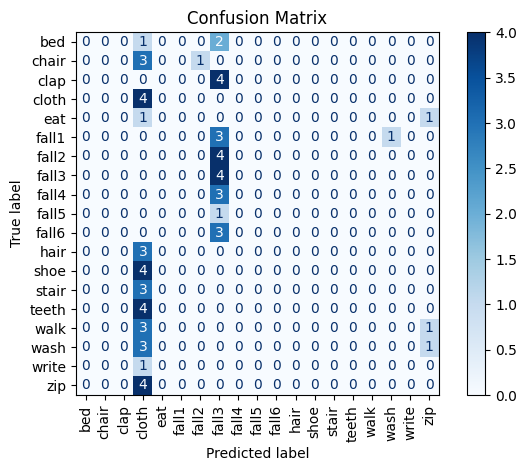 Confusion Matrix
True label
bed 0 0 0 1 0 0 0 2 0 0 0 0 0 0 0 0 0 0 0
chair 0 0 0 3 0 0 1 0 0 0 0 0 0 0 0 0 0 0 0
clap 0 0 0 0 0 0 0 4 0 0 0 0 0 0 0 0 0 0 0
cloth 0 0 0 4 0 0 0 0 0 0 0 0 0 0 0 0 0 0 0
eat 0 0 0 1 0 0 0 0 0 0 0 0 0 0 0 0 0 0 1
fall1 0 0 0 0 0 0 0 3 0 0 0 0 0 0 0 0 1 0 0
fall2 0 0 0 0 0 0 0 4 0 0 0 0 0 0 0 0 0 0 0
fall3 0 0 0 0 0 0 0 4 0 0 0 0 0 0 0 0 0 0 0
fall4 0 0 0 0 0 0 0 3 0 0 0 0 0 0 0 0 0 0 0
fall5 0 0 0 0 0 0 0 1 0 0 0 0 0 0 0 0 0 0 0
fall6 0 0 0 0 0 0 0 3 0 0 0 0 0 0 0 0 0 0 0
hair 0 0 0 3 0 0 0 0 0 0 0 0 0 0 0 0 0 0 0
shoe 0 0 0 4 0 0 0 0 0 0 0 0 0 0 0 0 0 0 0
stair 0 0 0 3 0 0 0 0 0 0 0 0 0 0 0 0 0 0 0
teeth 0 0 0 4 0 0 0 0 0 0 0 0 0 0 0 0 0 0 0
walk 0 0 0 3 0 0 0 0 0 0 0 0 0 0 0 0 0 0 1
wash 0 0 0 3 0 0 0 0 0 0 0 0 0 0 0 0 0 0 1
write 0 0 0 1 0 0 0 0 0 0 0 0 0 0 0 0 0 0 0
zip 0 0 0 4 0 0 0 0 0 0 0 0 0 0 0 0 0 0 0
bed chair clap cloth eat fall1 fall2 fall3 fall4 fall5 fall6 hair shoe stair teeth walk wash write zip
Predicted label
4.0
3.5
3.0
2.5
2.0
1.5
1.0
0.5
0.0